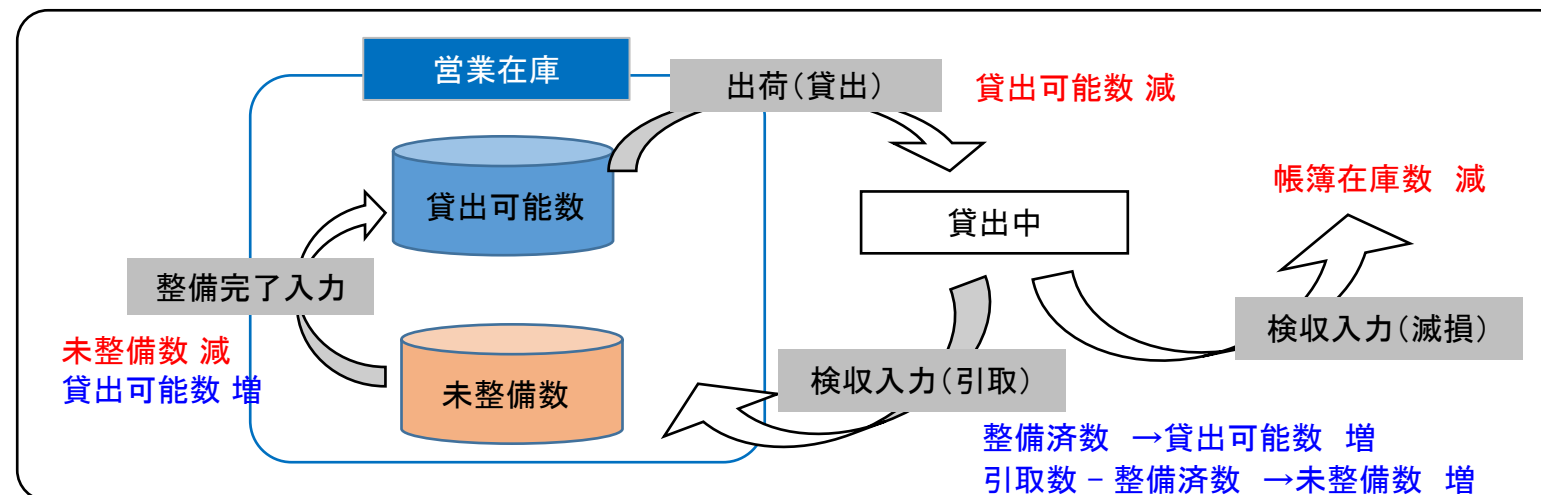 営業在庫
出荷（貸出）
貸出可能数 減
貸出可能数
貸出中
帳簿在庫数 減
整備完了入力
未整備数 減
貸出可能数 増
未整備数
検収入力（引取）
検収入力（滅損）
整備済数 →貸出可能数 増
引取数－整備済数 →未整備数 増